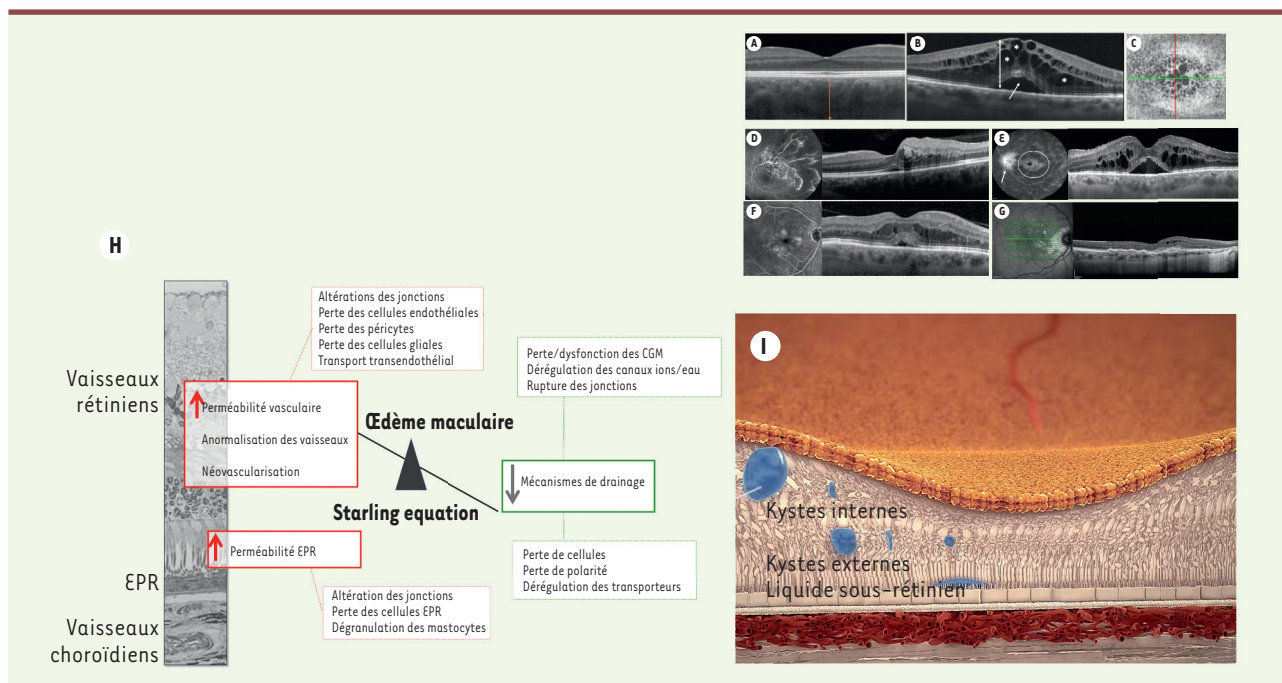 A
B
C
D
E
F
G
H
Altérations des jonctions
Perte des cellules endothéliales
Perte des péricytes
Perte des cellules gliales
Transport transendothélial
Vaisseaux
rétiniens
Perméabilité vasculaire
Anormalisation des vaisseaux
Néovascularisation
Œdème maculaire
Starling equation
Perte/dysfonction des CGM
Dérégulation des canaux ions/eau
Rupture des jonctions
Mécanismes de drainage
Perte de cellules
Perte de polarité
Dérégulation des transporteurs
Perméabilité EPR
EPR
Altération des jonctions
Perte des cellules EPR
Dégranulation des mastocytes
Vaisseaux
choroïdiens
I
Kystes internes
Kystes externes
Liquide sous-rétinien